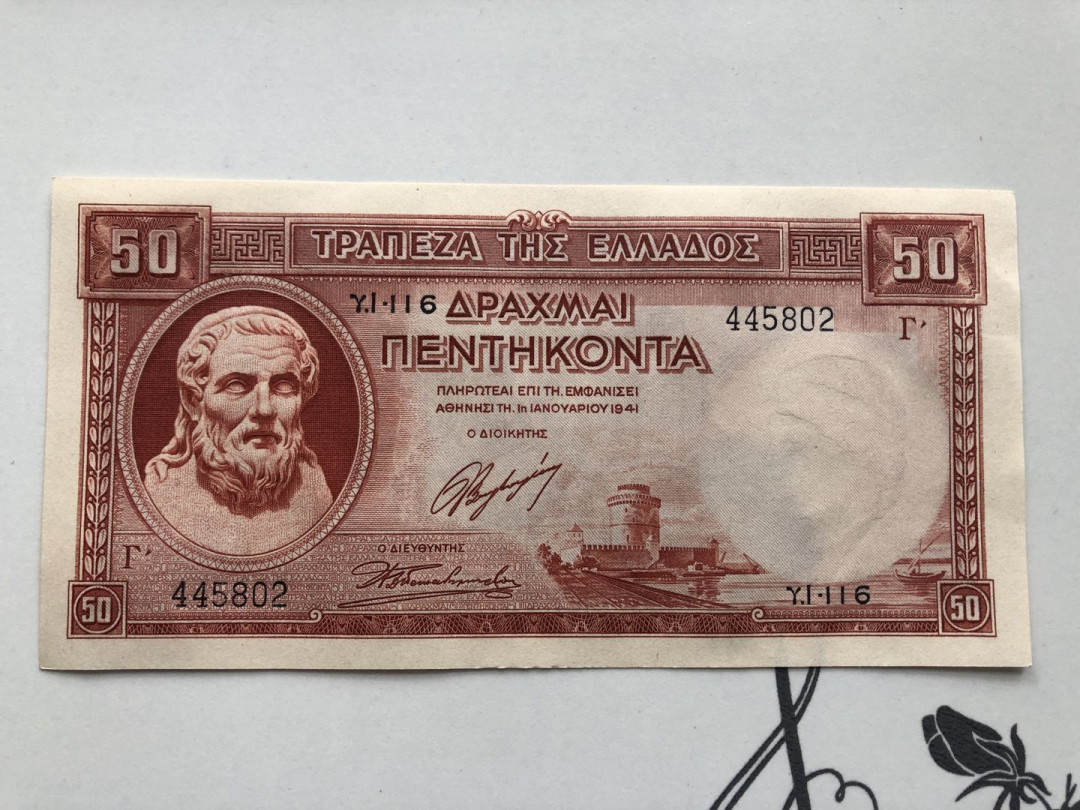 50 ΤΡΑΠΕΖΑ ΤΗΣ ΕΛΛΑΔΟΣ 50
γ.Ι-116 ΔΡΑΧΜΑΙ 445802 Γ΄
ΠΕΝΤΗΚΟΝΤΑ
ΠΛΗΡΩΤΕΑΙ ΕΠΙ ΤΗ. ΕΜΦΑΝΙΣΕΙ
ΑΘΗΝΗΣΙ ΤΗ. 1η ΙΑΝΟΥΑΡΙΟΥ 1941
Ο ΔΙΟΙΚΗΤΗΣ
Γ΄ Ο ΔΙΕΥΘΥΝΤΗΣ
445802 γ.Ι-116
50 50